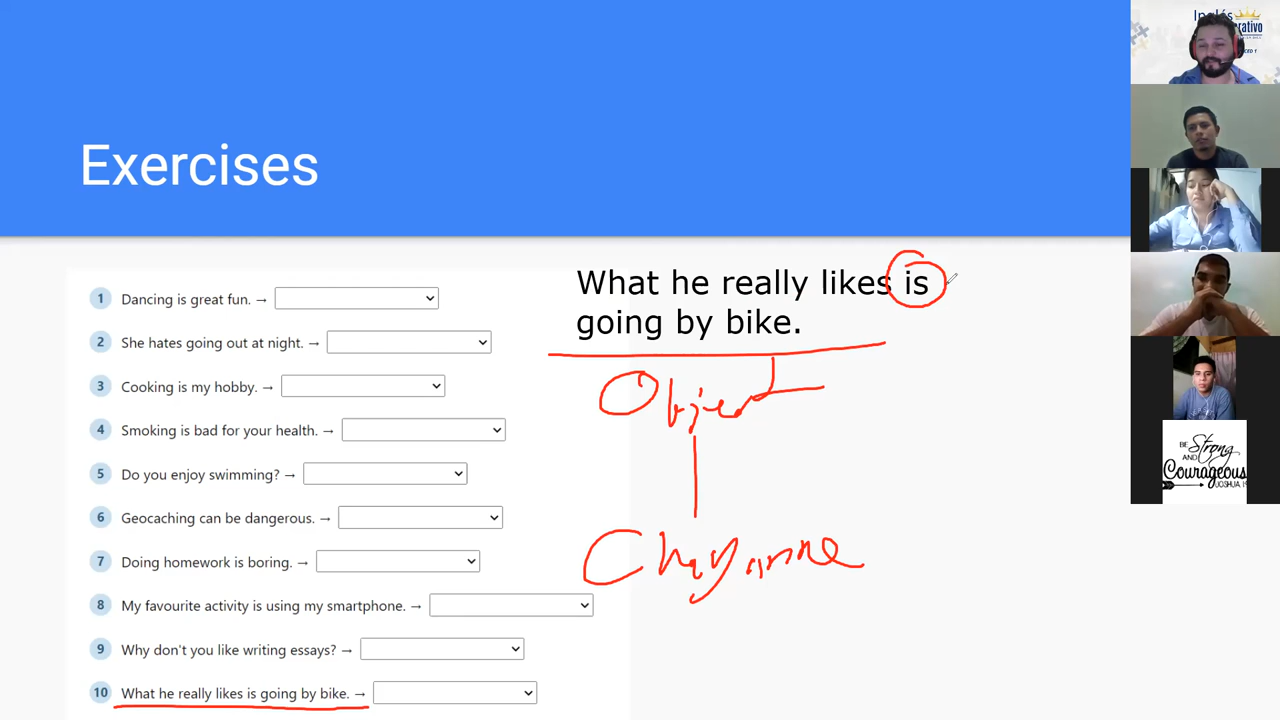 Exercises
1 Dancing is great fun. →
2 She hates going out at night. →
3 Cooking is my hobby. →
4 Smoking is bad for your health. →
5 Do you enjoy swimming? →
6 Geocaching can be dangerous. →
7 Doing homework is boring. →
8 My favourite activity is using my smartphone. →
9 Why don't you like writing essays? →
10 What he really likes is going by bike. →
What he really likes is
going by bike.
Object
Chayanne
Inglés
BE
Strong
AND
Courageous